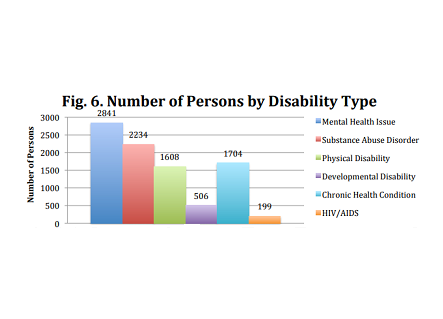 Fig. 6. Number of Persons by Disability Type
Number of Persons
3000
2500
2000
1500
1000
500
0
2841
2234
1608
506
1704
199
Mental Health Issue
Substance Abuse Disorder
Physical Disability
Developmental Disability
Chronic Health Condition
HIV/AIDS